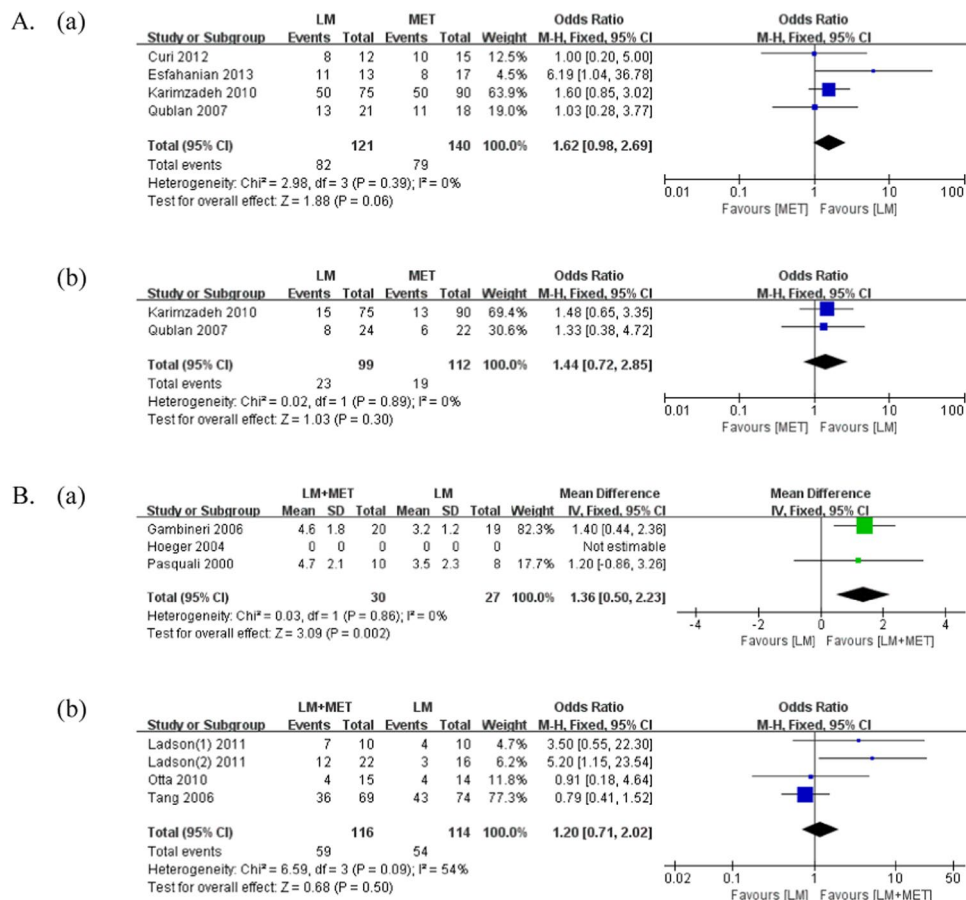 A. (a)
LM MET Odds Ratio Odds Ratio
Study or Subgroup Events Total Events Total Weight M-H, Fixed, 95% CI M-H, Fixed, 95% CI
Curi 2012 8 12 10 15 12.5% 1.00 [0.20, 5.00]
Esfahanian 2013 11 13 8 17 4.5% 6.19 [1.04, 36.78]
Karimzadeh 2010 50 75 50 90 63.9% 1.60 [0.85, 3.02]
Qublan 2007 13 21 11 18 19.0% 1.03 [0.28, 3.77]
Total (95% CI) 121 140 100.0% 1.62 [0.98, 2.69]
Total events 82 79
Heterogeneity: Chi² = 2.98, df = 3 (P = 0.39); I² = 0%
Test for overall effect: Z = 1.88 (P = 0.06)
0.01 0.1 1 10 100
Favours [MET] Favours [LM]
(b)
LM MET Odds Ratio Odds Ratio
Study or Subgroup Events Total Events Total Weight M-H, Fixed, 95% CI M-H, Fixed, 95% CI
Karimzadeh 2010 15 75 13 90 69.4% 1.48 [0.65, 3.35]
Qublan 2007 8 24 6 22 30.6% 1.33 [0.38, 4.72]
Total (95% CI) 99 112 100.0% 1.44 [0.72, 2.85]
Total events 23 19
Heterogeneity: Chi² = 0.02, df = 1 (P = 0.89); I² = 0%
Test for overall effect: Z = 1.03 (P = 0.30)
0.01 0.1 1 10 100
Favours [MET] Favours [LM]
B. (a)
LM+MET LM Mean Difference Mean Difference
Study or Subgroup Mean SD Total Mean SD Total Weight IV, Fixed, 95% CI IV, Fixed, 95% CI
Gambineri 2006 4.6 1.8 20 3.2 1.2 19 82.3% 1.40 [0.44, 2.36]
Hoeger 2004 0 0 0 0 0 0 Not estimable
Pasquali 2000 4.7 2.1 10 3.5 2.3 8 17.7% 1.20 [-0.86, 3.26]
Total (95% CI) 30 27 100.0% 1.36 [0.50, 2.23]
Heterogeneity: Chi² = 0.03, df = 1 (P = 0.86); I² = 0%
Test for overall effect: Z = 3.09 (P = 0.002)
-4 -2 0 2 4
Favours [LM] Favours [LM+MET]
(b)
LM+MET LM Odds Ratio Odds Ratio
Study or Subgroup Events Total Events Total Weight M-H, Fixed, 95% CI M-H, Fixed, 95% CI
Ladson(1) 2011 7 10 4 10 4.7% 3.50 [0.55, 22.30]
Ladson(2) 2011 12 22 3 16 6.2% 5.20 [1.15, 23.54]
Otta 2010 4 15 4 14 11.8% 0.91 [0.18, 4.64]
Tang 2006 36 69 43 74 77.3% 0.79 [0.41, 1.52]
Total (95% CI) 116 114 100.0% 1.20 [0.71, 2.02]
Total events 59 54
Heterogeneity: Chi² = 6.59, df = 3 (P = 0.09); I² = 54%
Test for overall effect: Z = 0.68 (P = 0.50)
0.02 0.1 1 10 50
Favours [LM] Favours [LM+MET]